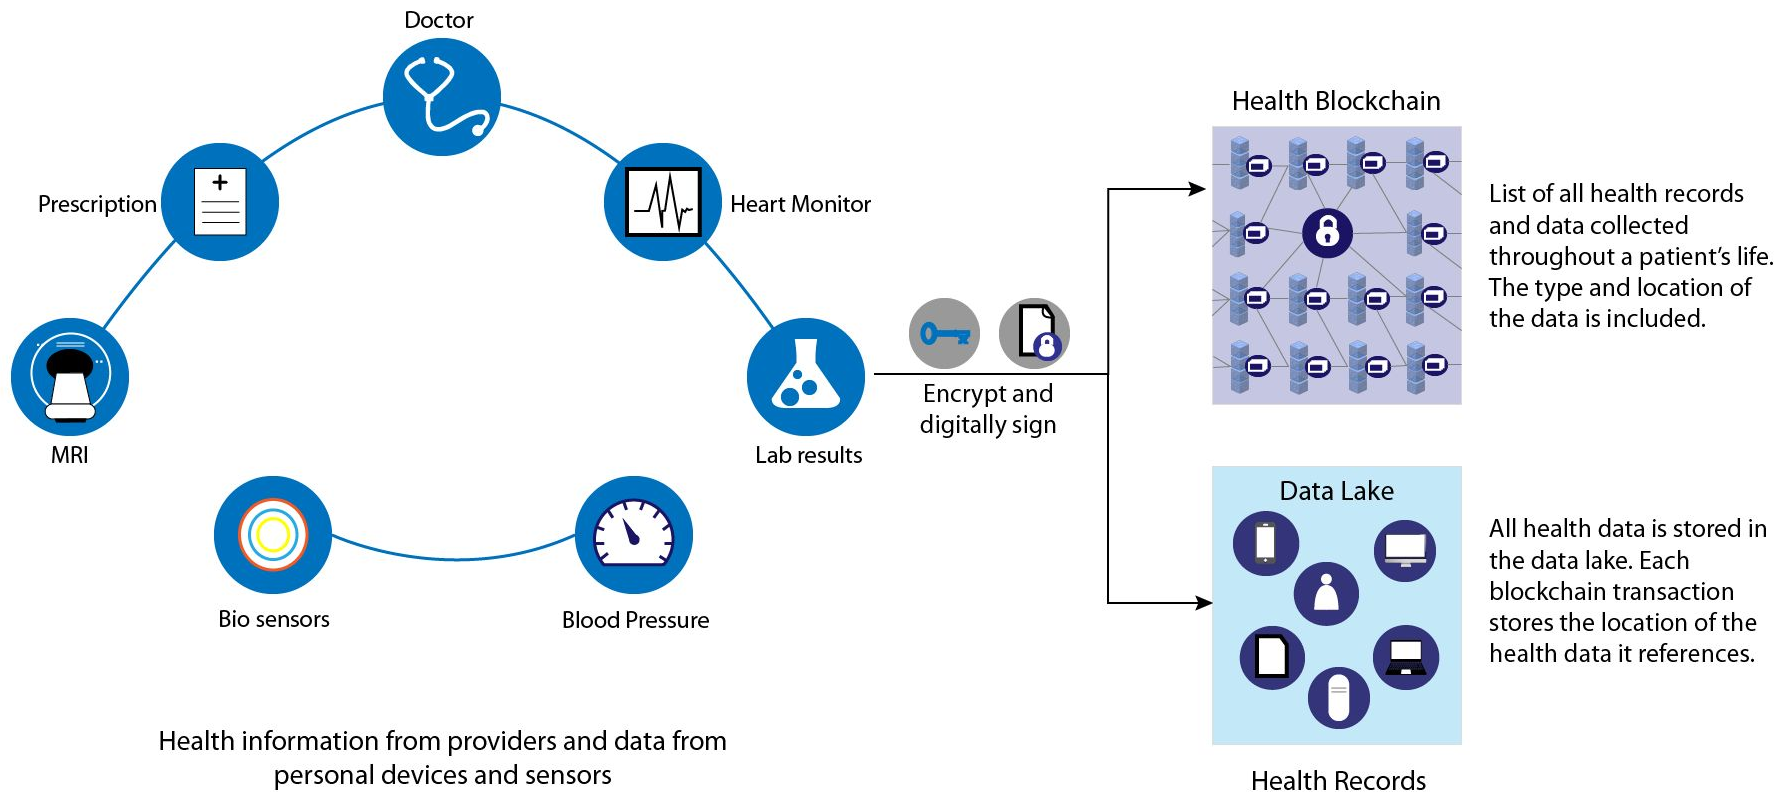 Doctor
Prescription
Heart Monitor
MRI
Lab results
Bio sensors
Blood Pressure
Health information from providers and data from
personal devices and sensors
Encrypt and
digitally sign
Health Blockchain
List of all health records
and data collected
throughout a patient’s life.
The type and location of
the data is included.
Data Lake
All health data is stored in
the data lake. Each
blockchain transaction
stores the location of the
health data it references.
Health Records